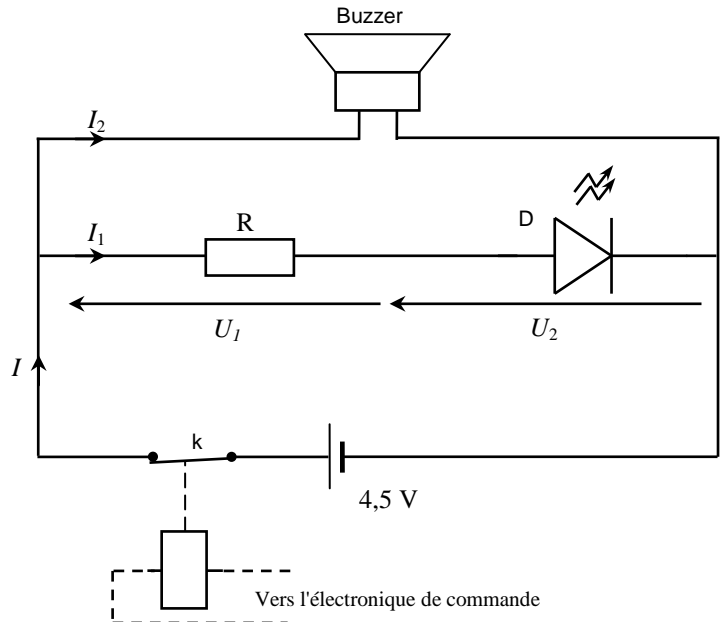 Buzzer
I2
I1
R
D
U1
U2
I
k
4,5 V
Vers l'électronique de commande